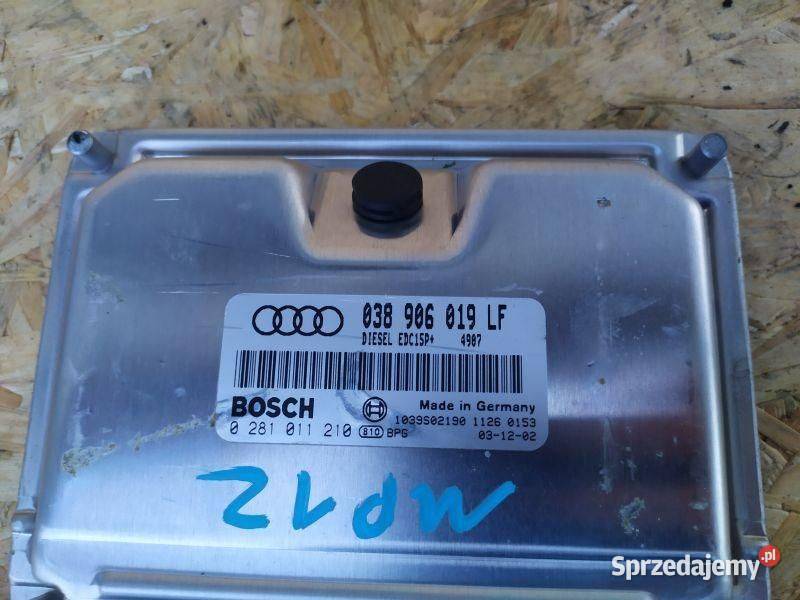 038 906 019 LF
DIESEL EDC15P+ 4907
BOSCH
Made in Germany
0 281 011 210 810 BPG
1039S02190 1126 0153
03-12-02
MP12
Sprzedajemy.pl